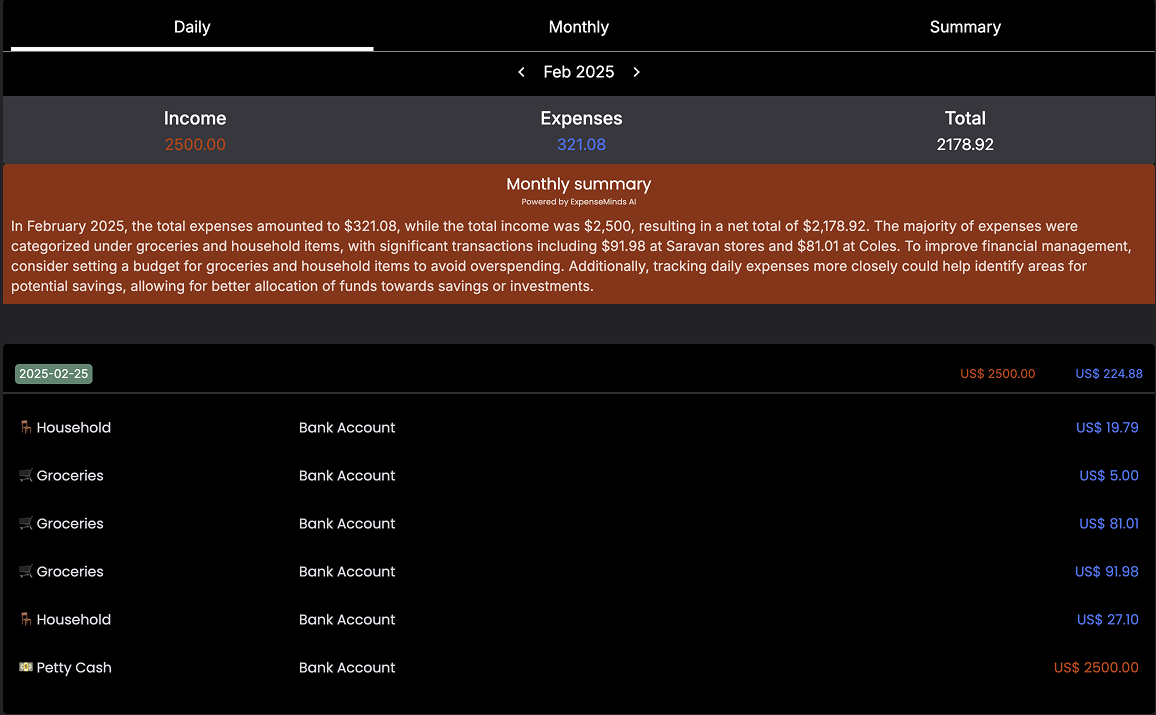 Daily Monthly Summary
< Feb 2025 >
Income Expenses Total
2500.00 321.08 2178.92
Monthly summary
Powered by ExpenseMinds AI
In February 2025, the total expenses amounted to $321.08, while the total income was $2,500, resulting in a net total of $2,178.92. The majority of expenses were
categorized under groceries and household items, with significant transactions including $91.98 at Saravan stores and $81.01 at Coles. To improve financial management,
consider setting a budget for groceries and household items to avoid overspending. Additionally, tracking daily expenses more closely could help identify areas for
potential savings, allowing for better allocation of funds towards savings or investments.
2025-02-25 US$ 2500.00 US$ 224.88
Household Bank Account US$ 19.79
Groceries Bank Account US$ 5.00
Groceries Bank Account US$ 81.01
Groceries Bank Account US$ 91.98
Household Bank Account US$ 27.10
Petty Cash Bank Account US$ 2500.00